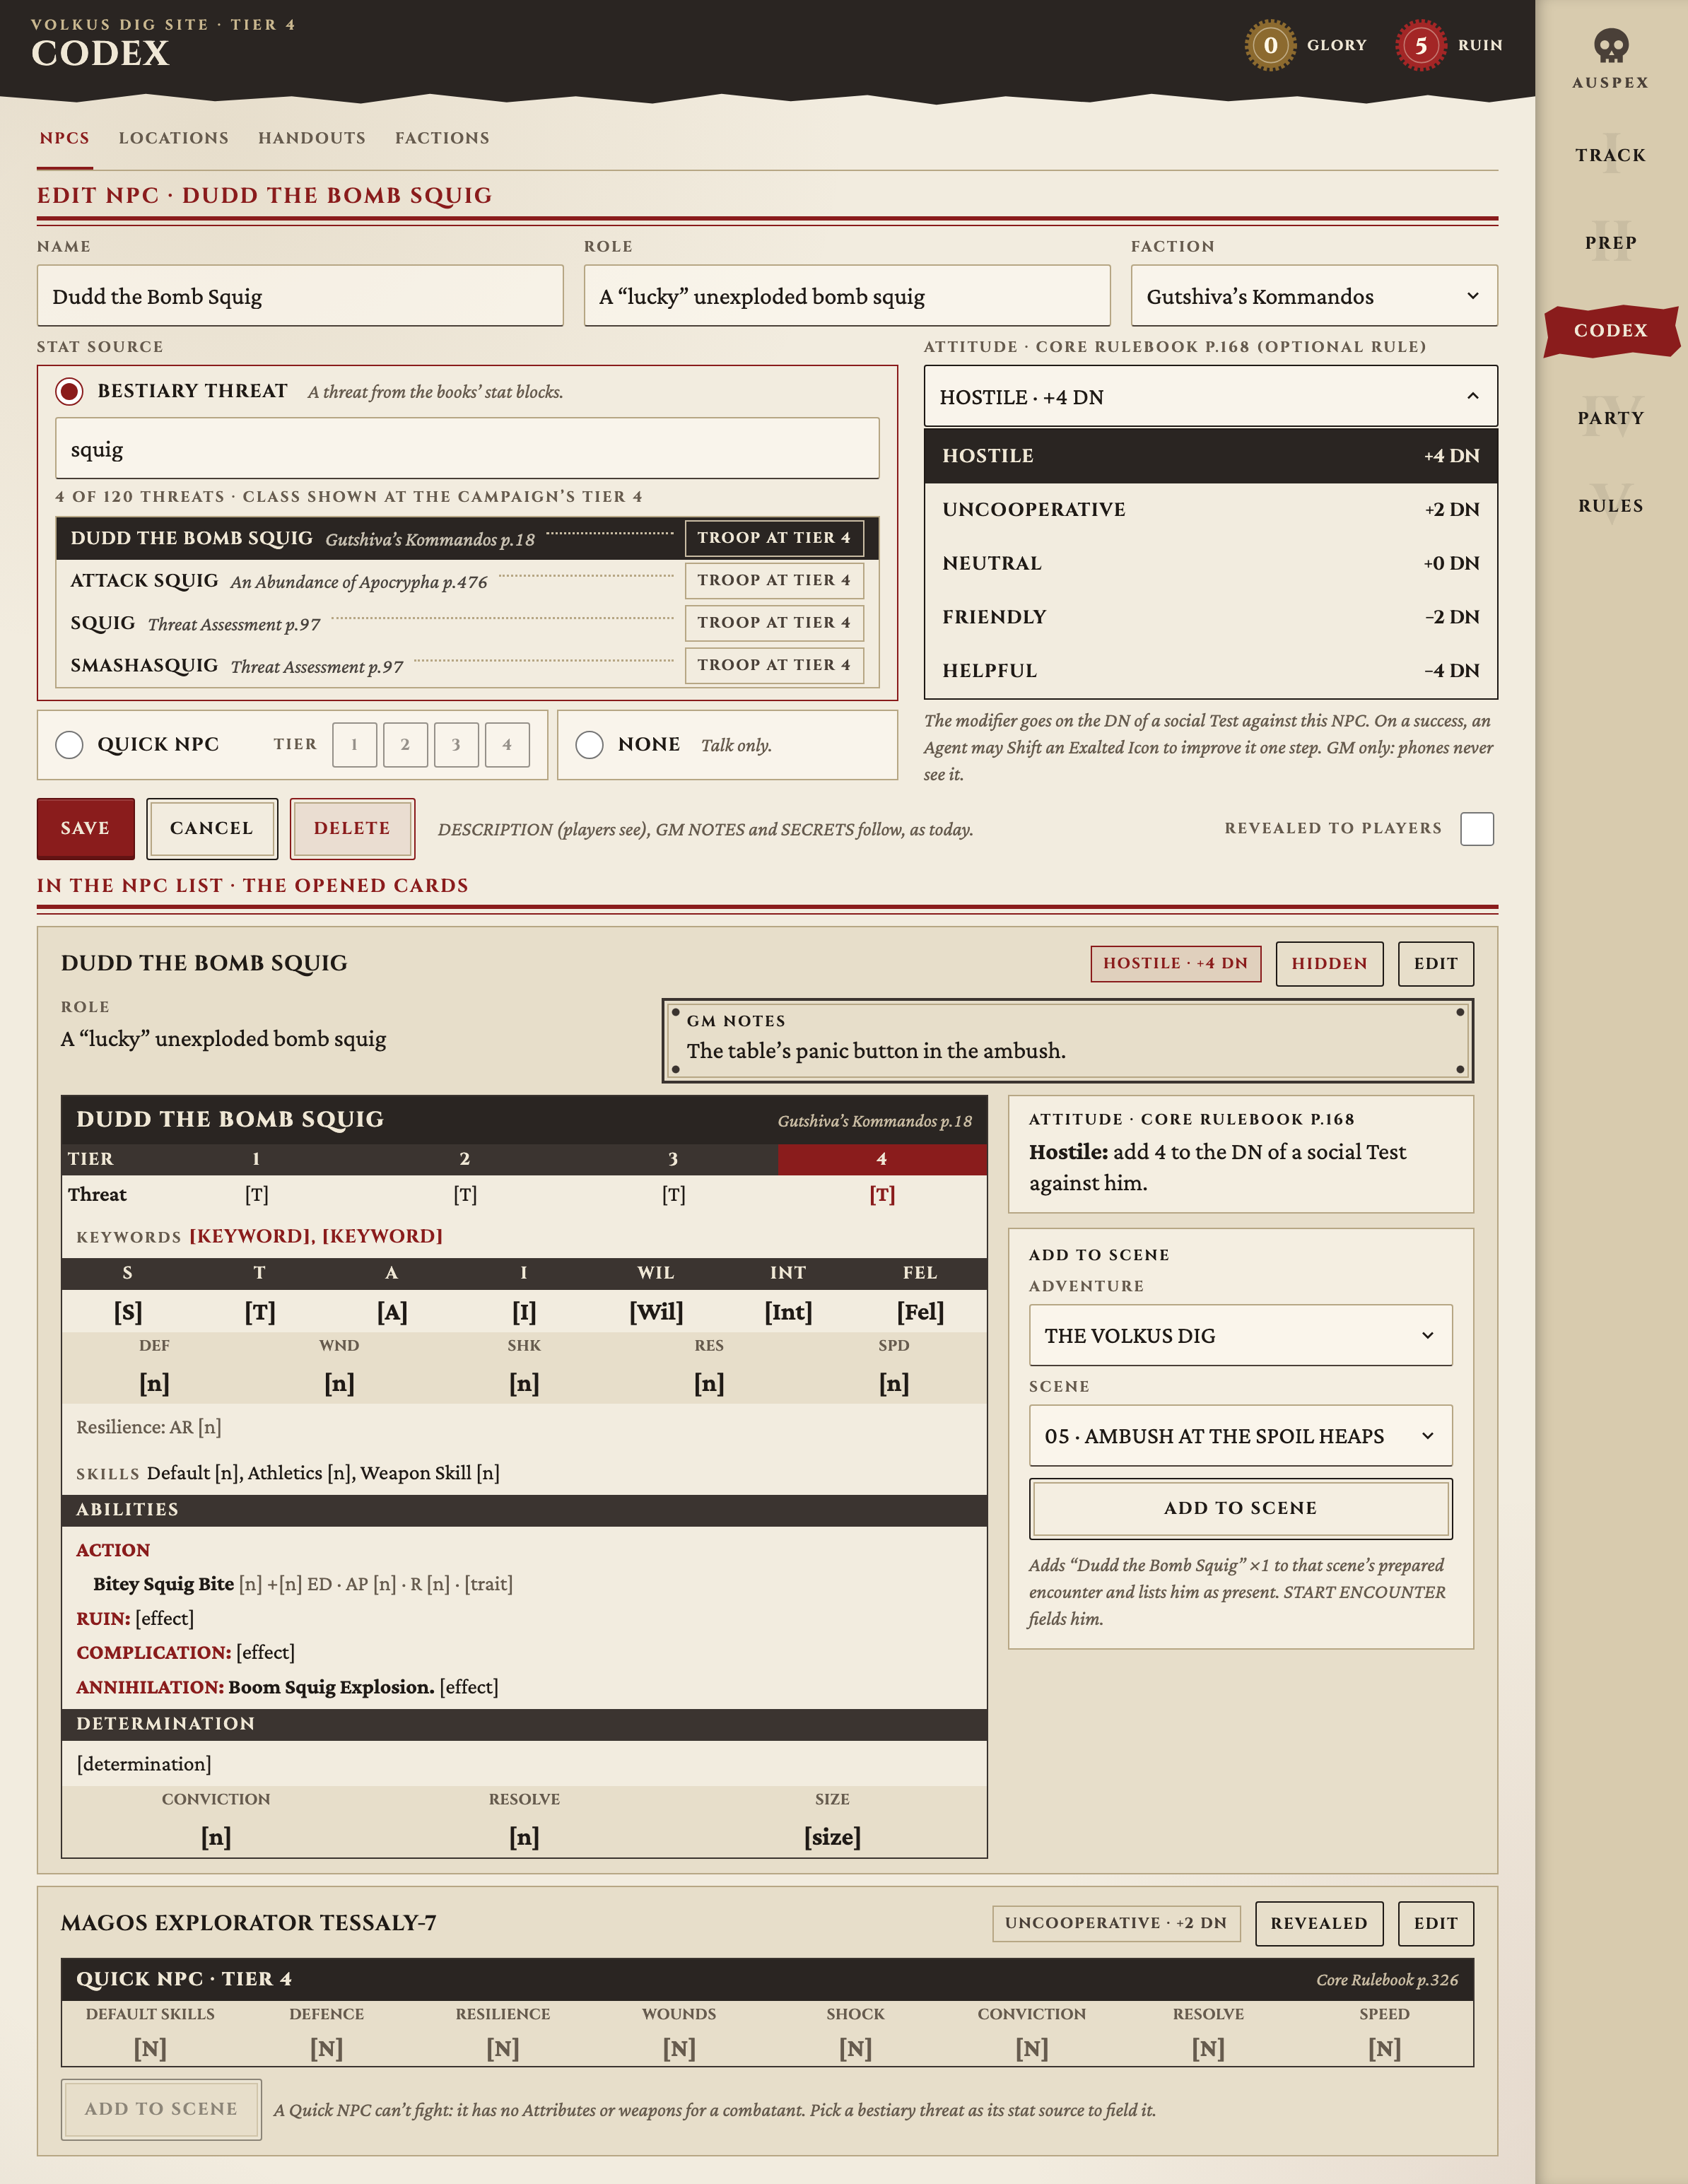 VOLKUS DIG SITE · TIER 4
CODEX
0 GLORY 5 RUIN
AUSPEX
I TRACK
II PREP
CODEX
IV PARTY
V RULES
NPCS LOCATIONS HANDOUTS FACTIONS
EDIT NPC · DUDD THE BOMB SQUIG
NAME ROLE FACTION
Dudd the Bomb Squig A “lucky” unexploded bomb squig Gutshiva’s Kommandos
STAT SOURCE
BESTIARY THREAT A threat from the books’ stat blocks.
squig
4 OF 120 THREATS · CLASS SHOWN AT THE CAMPAIGN’S TIER 4
DUDD THE BOMB SQUIG Gutshiva’s Kommandos p.18 TROOP AT TIER 4
ATTACK SQUIG An Abundance of Apocrypha p.476 TROOP AT TIER 4
SQUIG Threat Assessment p.97 TROOP AT TIER 4
SMASHASQUIG Threat Assessment p.97 TROOP AT TIER 4
QUICK NPC TIER 1 2 3 4
NONE Talk only.
ATTITUDE · CORE RULEBOOK P.168 (OPTIONAL RULE)
HOSTILE · +4 DN
HOSTILE +4 DN
UNCOOPERATIVE +2 DN
NEUTRAL +0 DN
FRIENDLY −2 DN
HELPFUL −4 DN
The modifier goes on the DN of a social Test against this NPC. On a success, an
Agent may Shift an Exalted Icon to improve it one step. GM only: phones never
see it.
SAVE CANCEL DELETE DESCRIPTION (players see), GM NOTES and SECRETS follow, as today. REVEALED TO PLAYERS
IN THE NPC LIST · THE OPENED CARDS
DUDD THE BOMB SQUIG HOSTILE · +4 DN HIDDEN EDIT
ROLE
A “lucky” unexploded bomb squig
GM NOTES
The table’s panic button in the ambush.
DUDD THE BOMB SQUIG Gutshiva’s Kommandos p.18
TIER 1 2 3 4
Threat [T] [T] [T] [T]
KEYWORDS [KEYWORD], [KEYWORD]
S T A I WIL INT FEL
[S] [T] [A] [I] [Wil] [Int] [Fel]
DEF WND SHK RES SPD
[n] [n] [n] [n] [n]
Resilience: AR [n]
SKILLS Default [n], Athletics [n], Weapon Skill [n]
ABILITIES
ACTION
Bitey Squig Bite [n] +[n] ED · AP [n] · R [n] · [trait]
RUIN: [effect]
COMPLICATION: [effect]
ANNIHILATION: Boom Squig Explosion. [effect]
DETERMINATION
[determination]
CONVICTION RESOLVE SIZE
[n] [n] [size]
ATTITUDE · CORE RULEBOOK P.168
Hostile: add 4 to the DN of a social Test
against him.
ADD TO SCENE
ADVENTURE
THE VOLKUS DIG
SCENE
05 · AMBUSH AT THE SPOIL HEAPS
ADD TO SCENE
Adds “Dudd the Bomb Squig” ×1 to that scene’s prepared
encounter and lists him as present. START ENCOUNTER
fields him.
MAGOS EXPLORATOR TESSALY-7 UNCOOPERATIVE · +2 DN REVEALED EDIT
QUICK NPC · TIER 4 Core Rulebook p.326
DEFAULT SKILLS DEFENCE RESILIENCE WOUNDS SHOCK CONVICTION RESOLVE SPEED
[N] [N] [N] [N] [N] [N] [N] [N]
ADD TO SCENE A Quick NPC can’t fight: it has no Attributes or weapons for a combatant. Pick a bestiary threat as its stat source to field it.